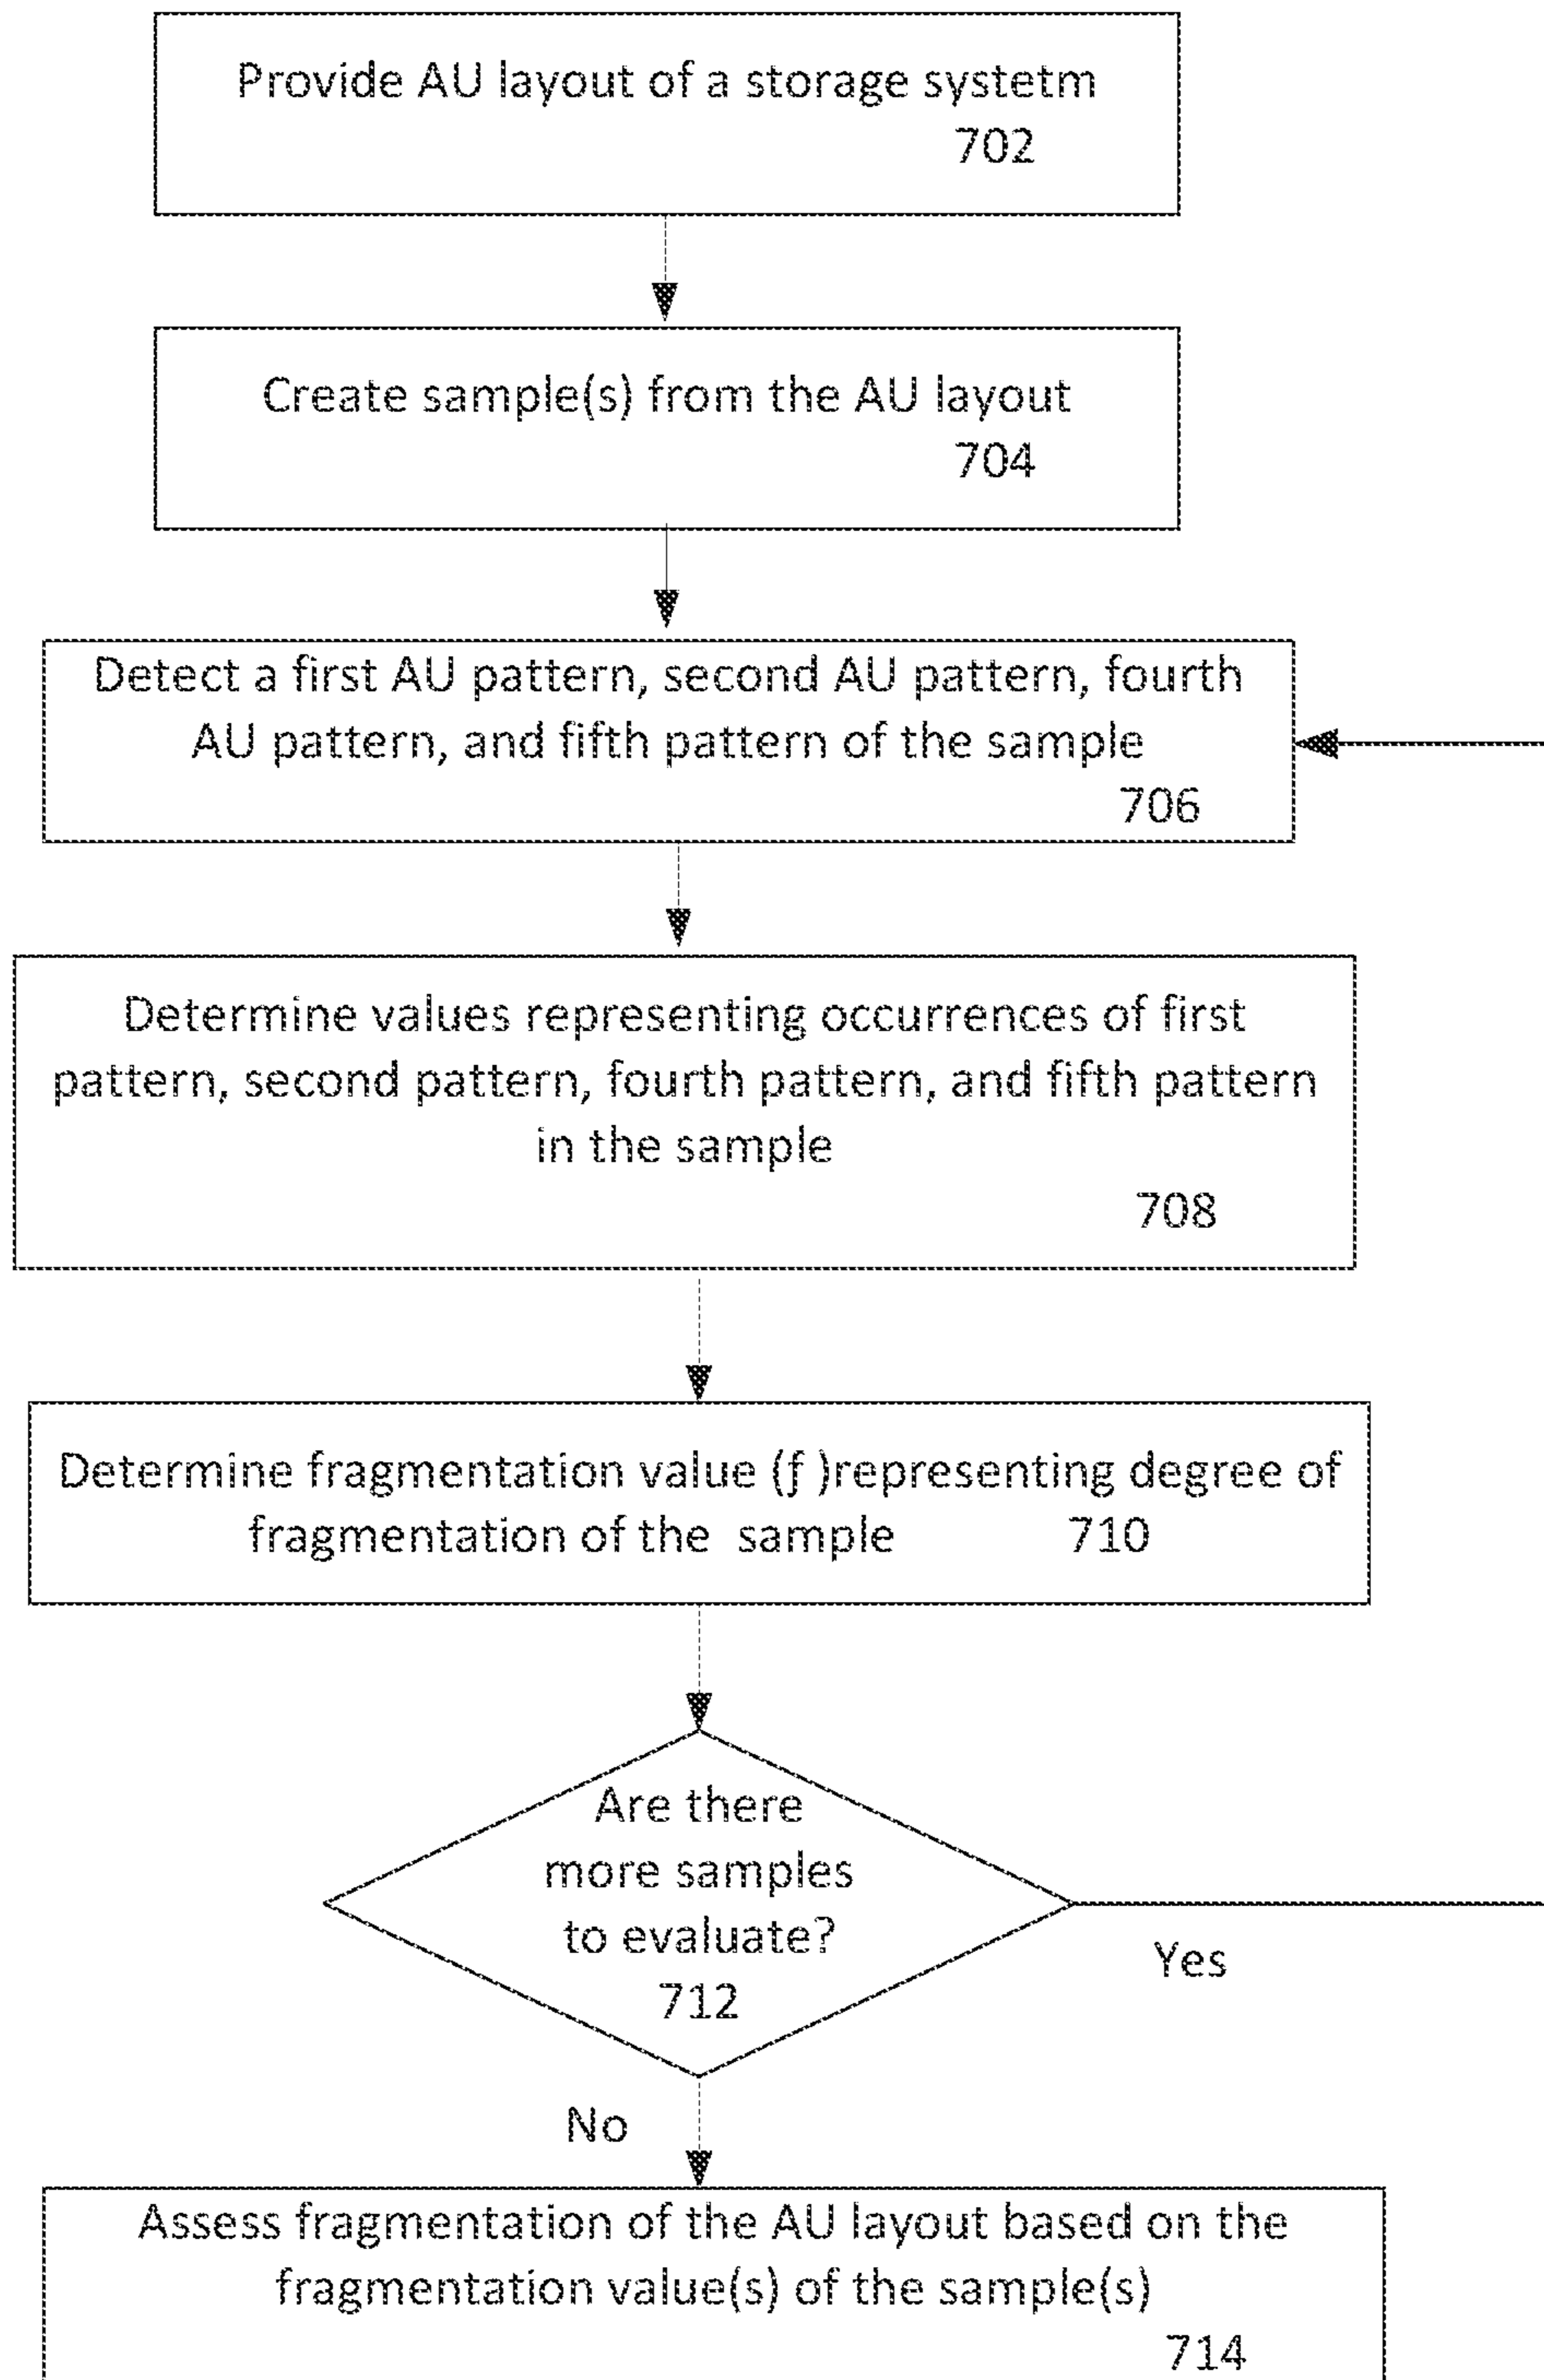 Provide AU layout of a storage systetm
702
Create sample(s) from the AU layout
704
Detect a first AU pattern, second AU pattern, fourth
AU pattern, and fifth pattern of the sample
706
Determine values representing occurrences of first
pattern, second pattern, fourth pattern, and fifth pattern
in the sample
708
Determine fragmentation value (ƒ )representing degree of
fragmentation of the sample 710
Are there
more samples
to evaluate?
712
Yes
No
Assess fragmentation of the AU layout based on the
fragmentation value(s) of the sample(s)
714